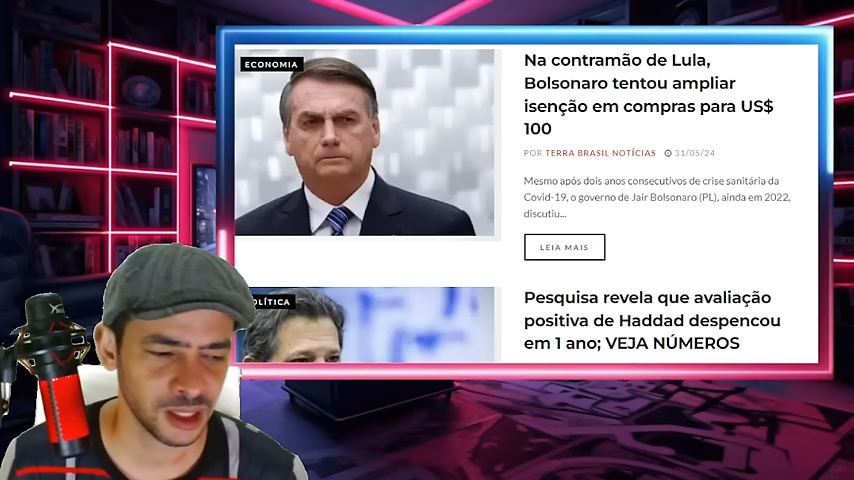 ECONOMIA
Na contramão de Lula,
Bolsonaro tentou ampliar
isenção em compras para US$
100
POR TERRA BRASIL NOTÍCIAS 31/05/24
Mesmo após dois anos consecutivos de crise sanitária da
Covid-19, o governo de Jair Bolsonaro (PL), ainda em 2022,
discutiu...
LEIA MAIS
OLÍTICA
Pesquisa revela que avaliação
positiva de Haddad despencou
em 1 ano; VEJA NÚMEROS